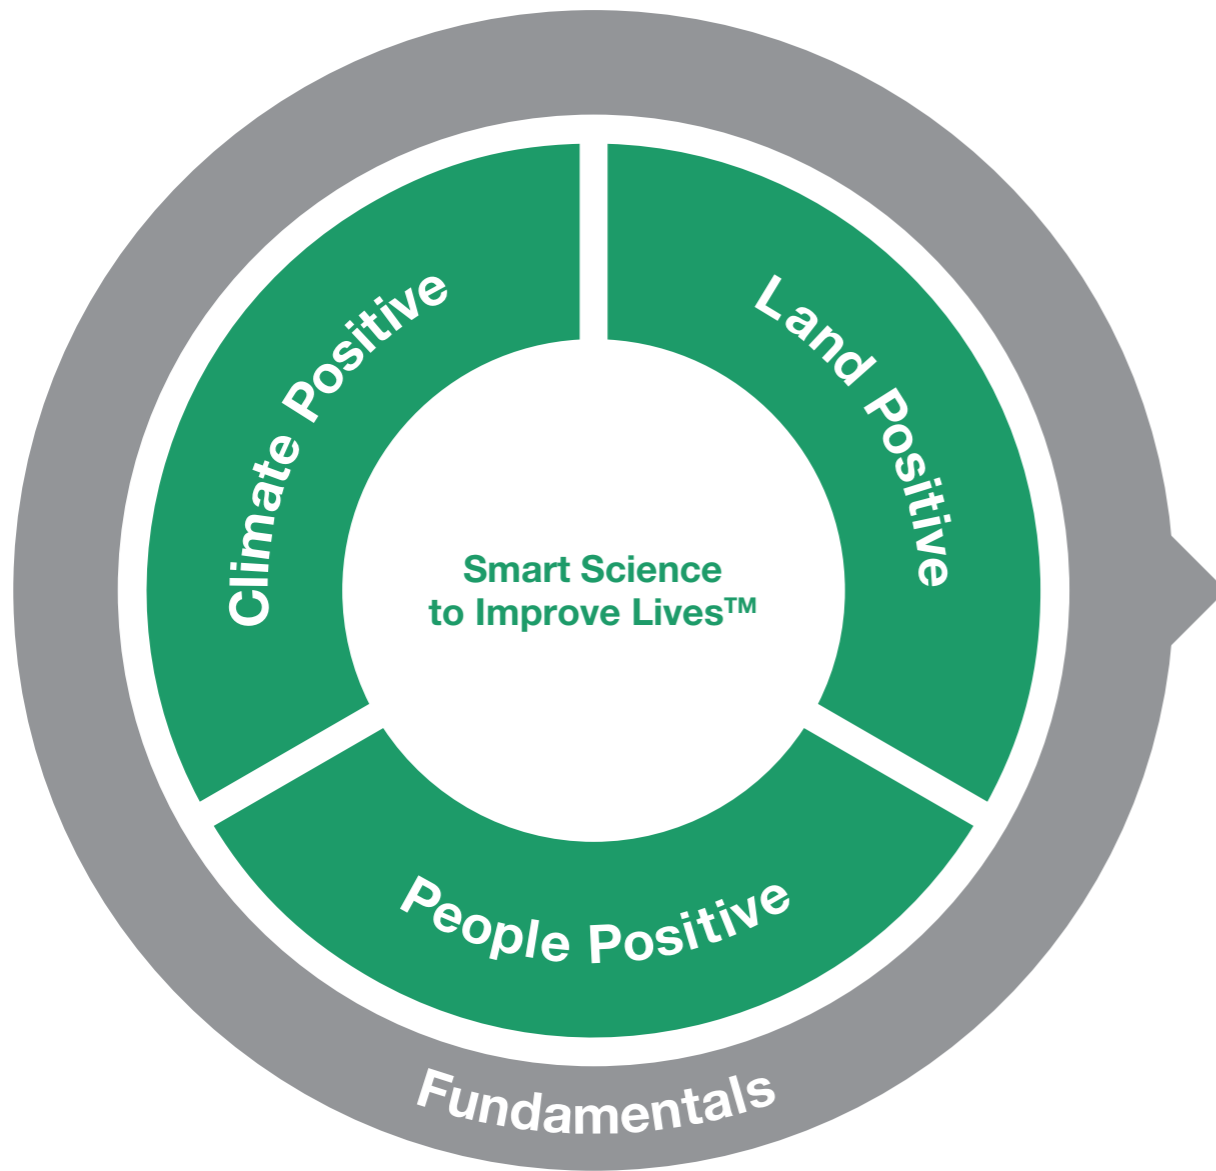 Climate Positive
Land Positive
Smart Science
to Improve Lives™
People Positive
Fundamentals